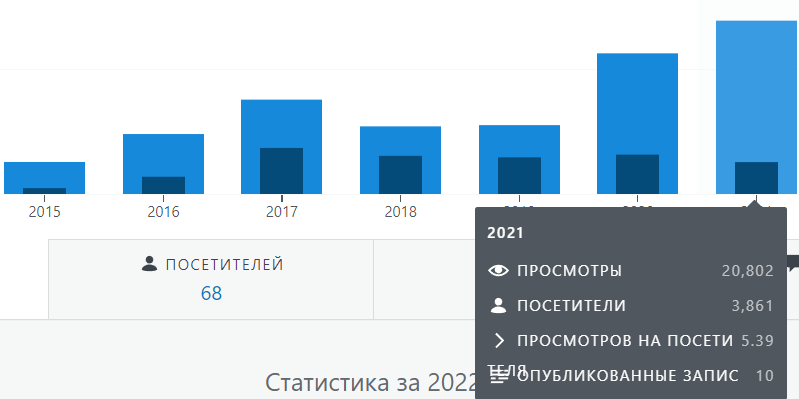 2015 2016 2017 2018
2021
ПРОСМОТРЫ 20,802
ПОСЕТИТЕЛЕЙ
ПОСЕТИТЕЛИ 3,861
68
ПРОСМОТРОВ НА ПОСЕТИ 5.39
ТЕЛЯ
ОПУБЛИКОВАННЫЕ ЗАПИС 10
Статистика за 2022